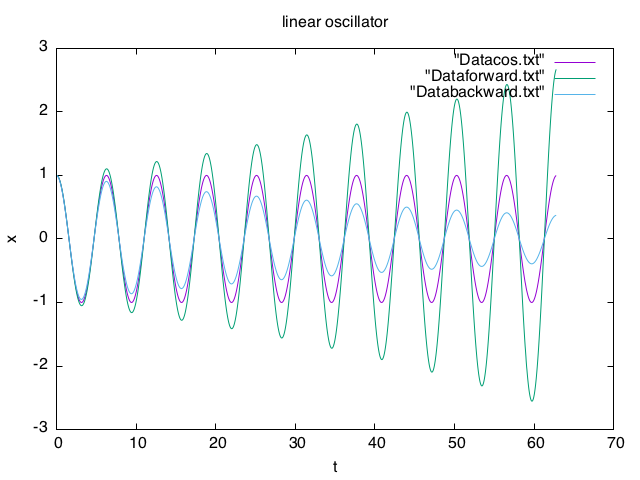 linear oscillator
"Datacos.txt"
"Dataforward.txt"
"Databackward.txt"
3
2
1
0
-1
-2
-3
x
0 10 20 30 40 50 60 70
t